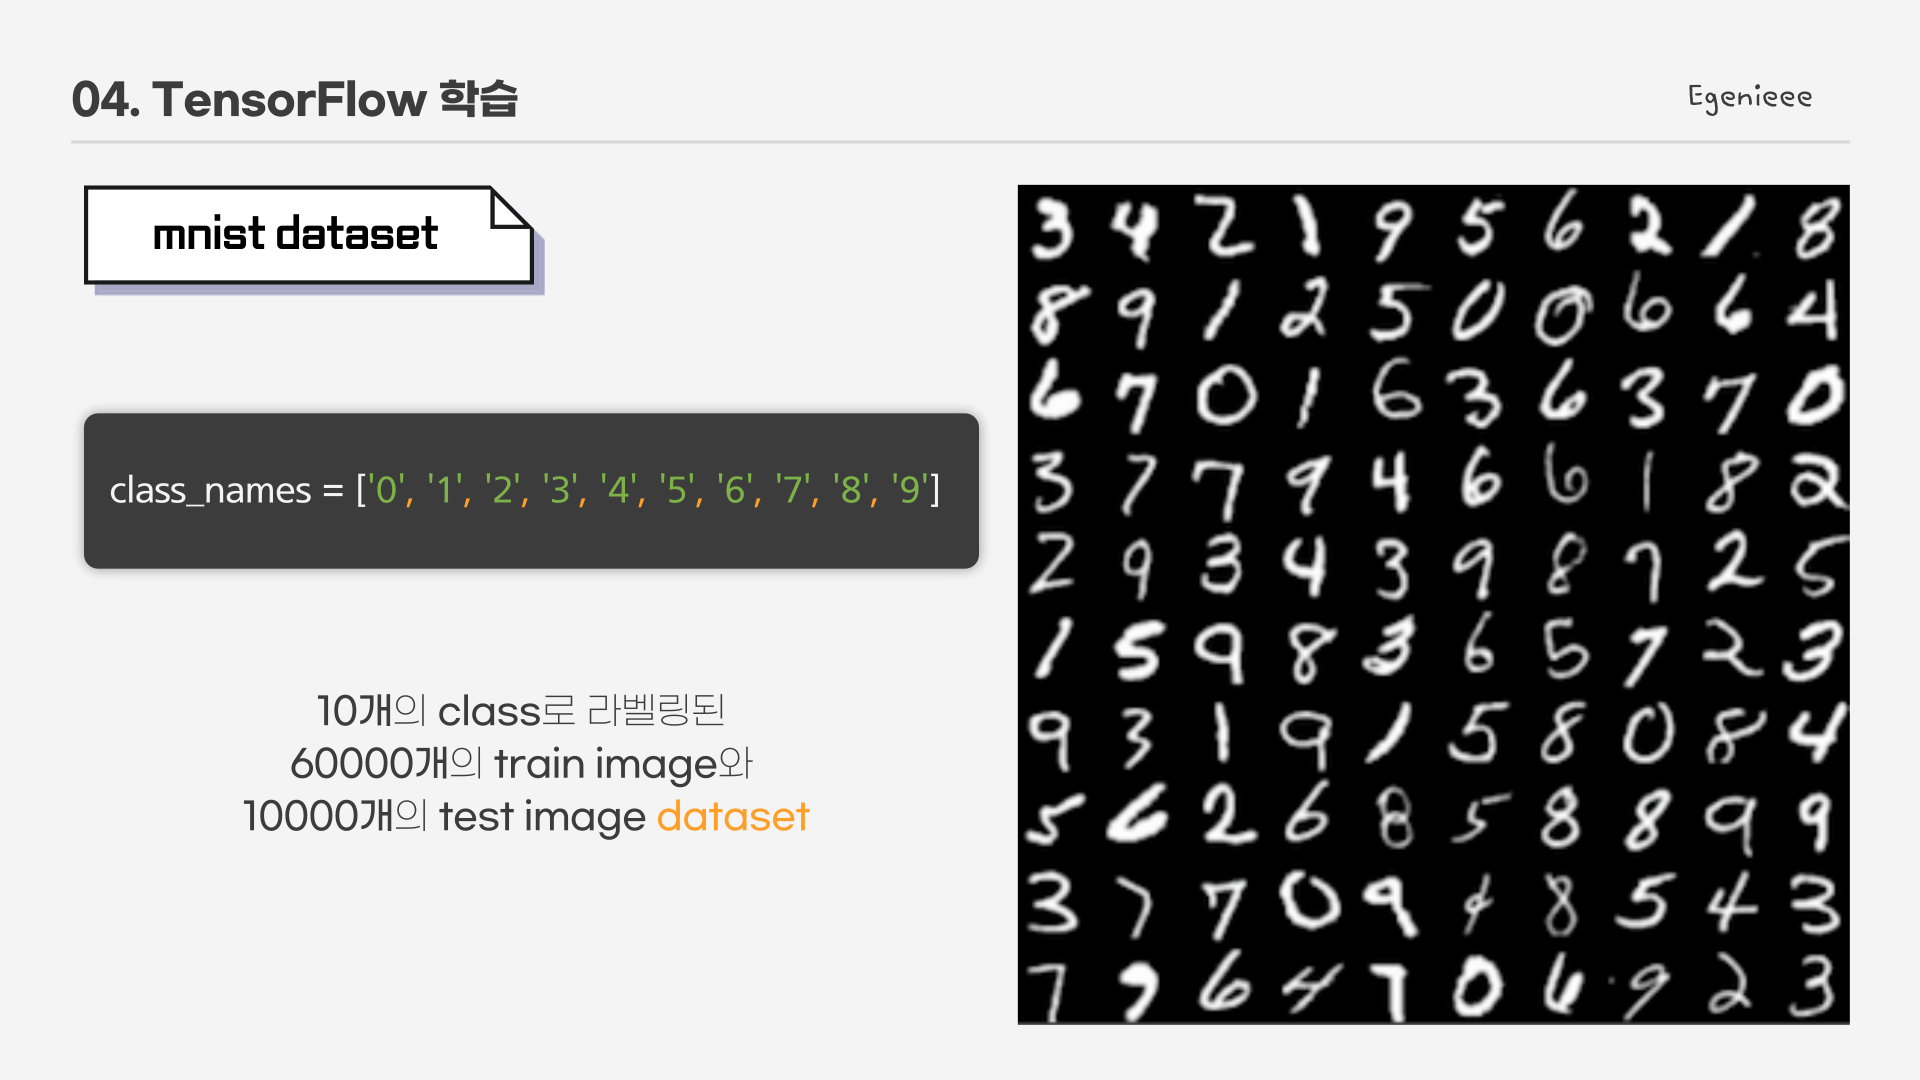 04. TensorFlow 학습
Egenieee
mnist dataset
class_names = ['0', '1', '2', '3', '4', '5', '6', '7', '8', '9']
10개의 class로 라벨링된
60000개의 train image와
10000개의 test image dataset
3 4 2 1 9 5 6 2 1 8
8 9 1 2 5 0 0 6 6 4
6 7 0 1 6 3 6 3 7 0
3 7 7 9 4 6 6 1 8 2
2 9 3 4 3 9 8 7 2 5
1 5 9 8 3 6 5 7 2 3
9 3 1 9 1 5 8 0 8 4
5 6 2 6 8 5 8 8 9 9
3 7 7 0 9 4 8 5 4 3
7 9 6 4 7 0 6 9 2 3